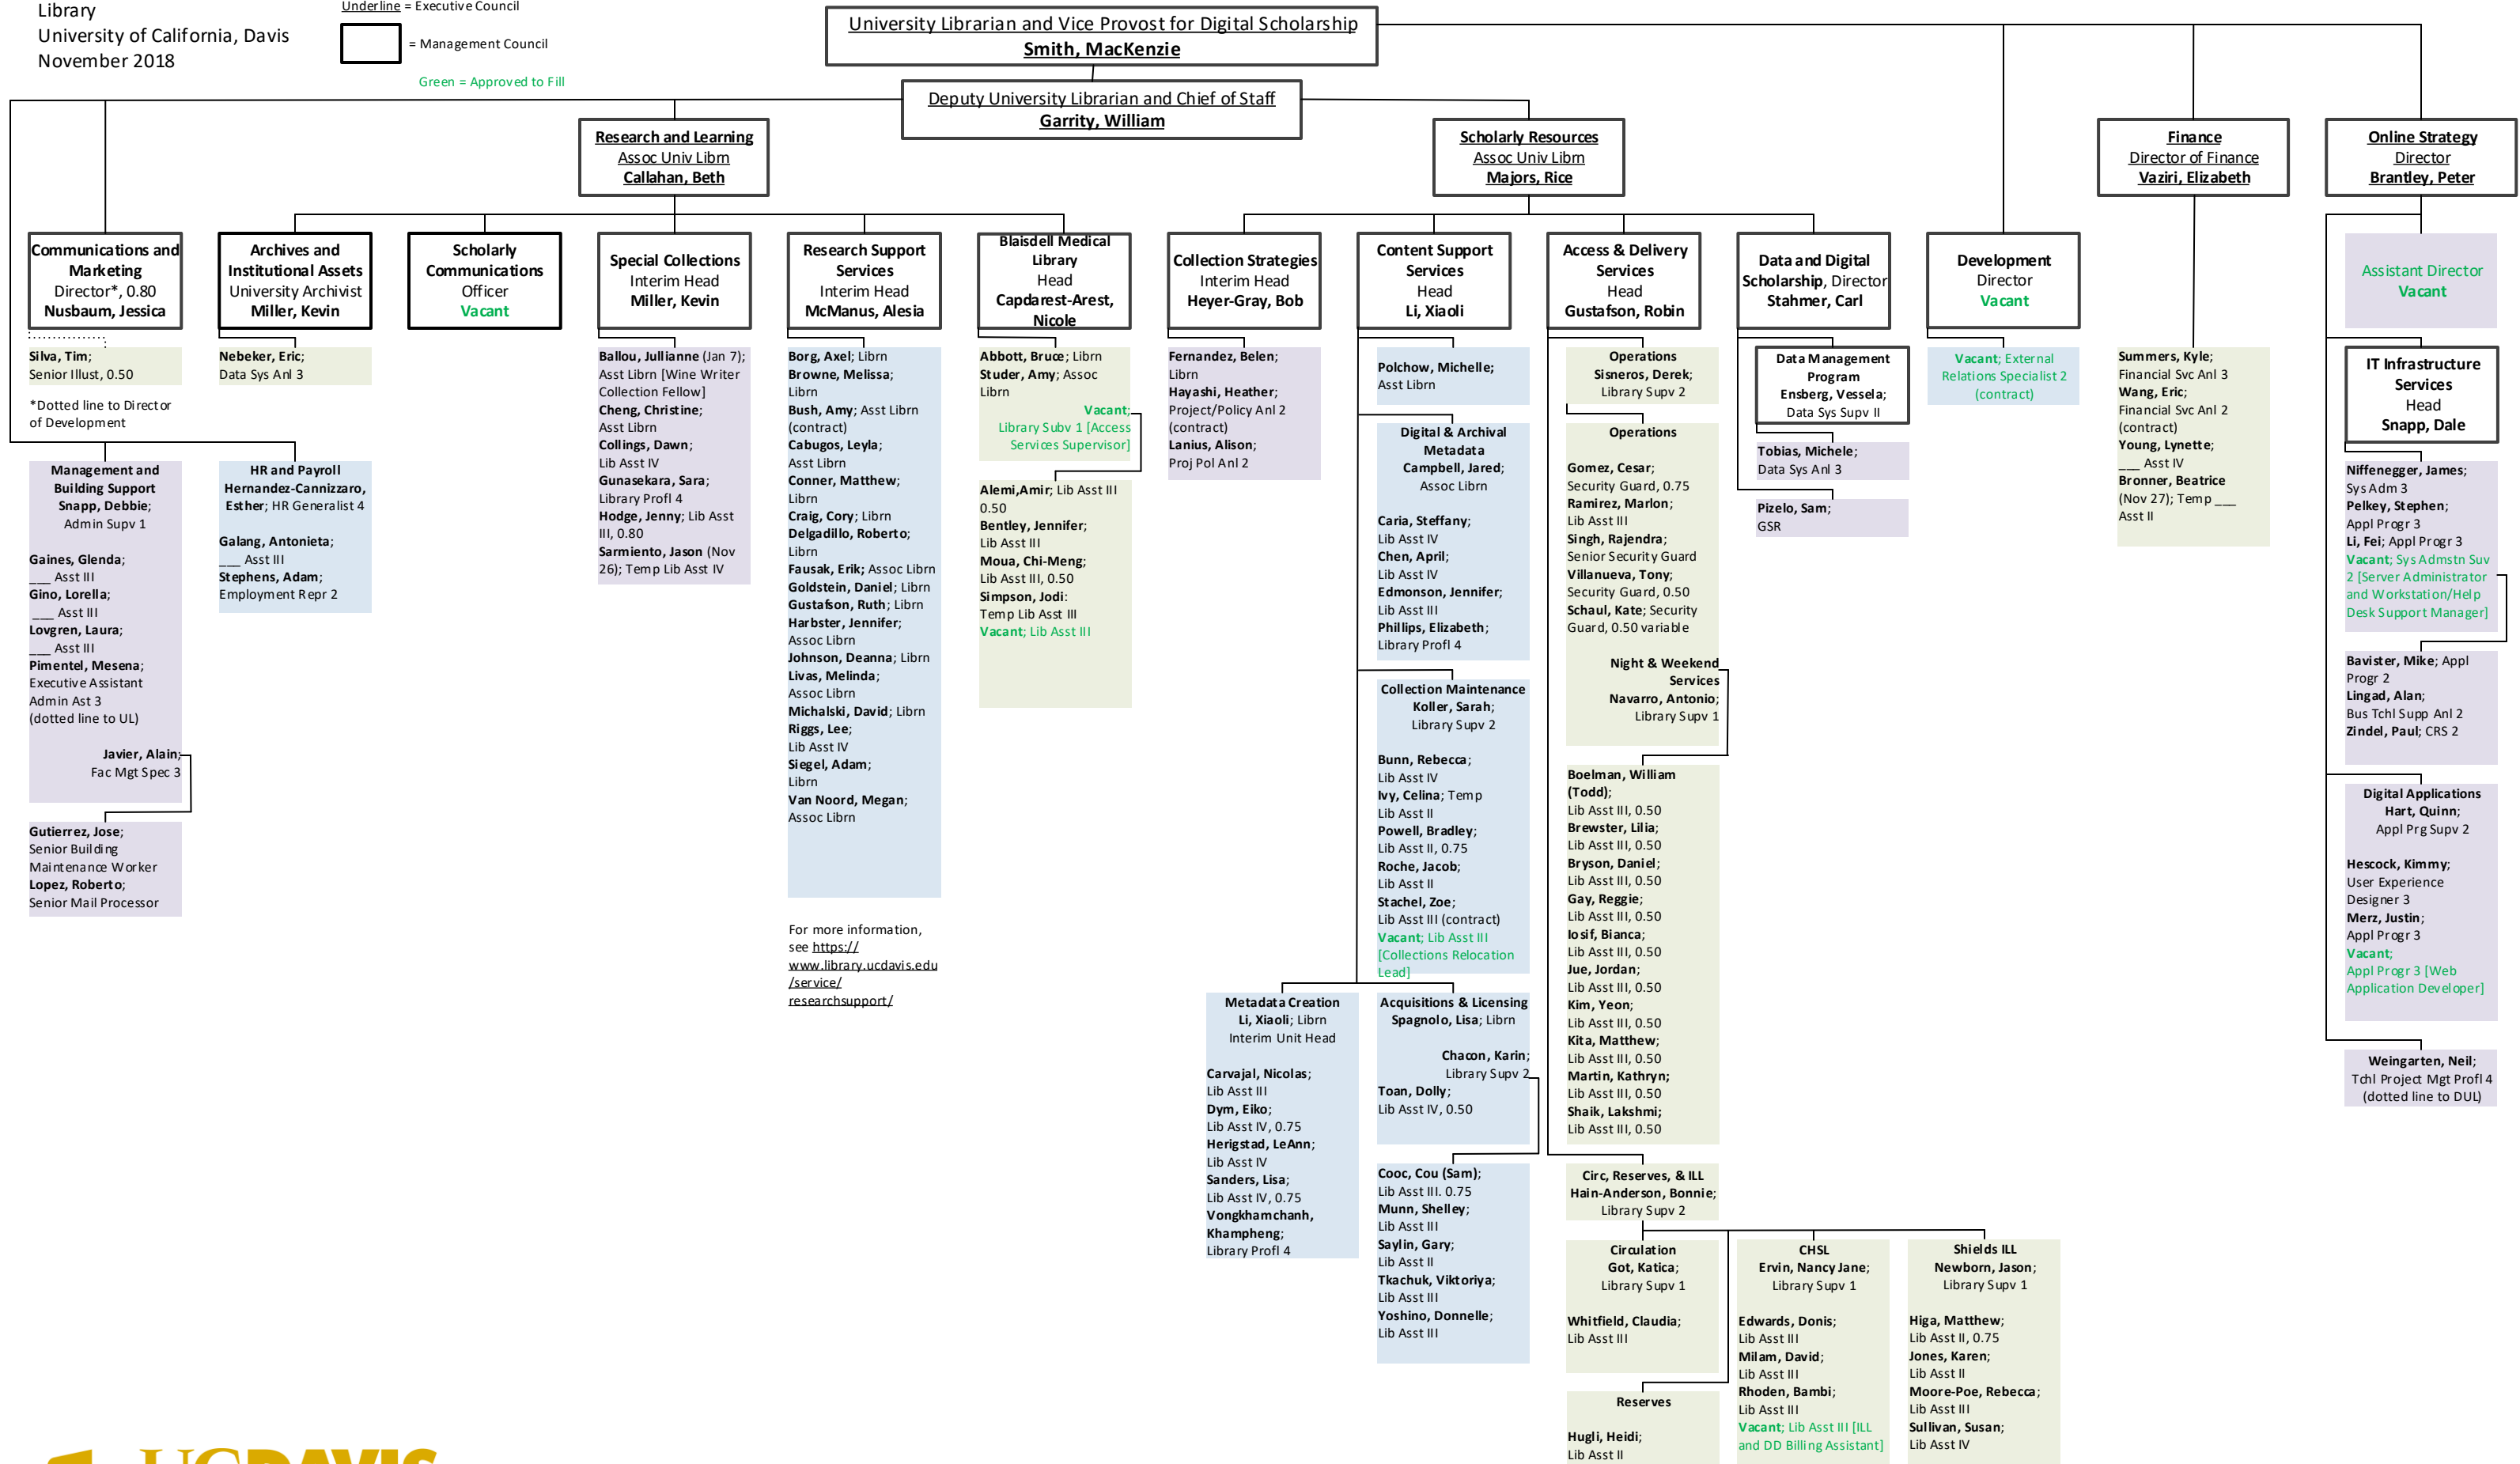 Library
University of California, Davis
November 2018
Underline = Executive Council
= Management Council
Green = Approved to Fill
University Librarian and Vice Provost for Digital Scholarship
Smith, MacKenzie
Deputy University Librarian and Chief of Staff
Garrity, William
Research and Learning
Assoc Univ Librn
Callahan, Beth
Scholarly Resources
Assoc Univ Librn
Majors, Rice
Finance
Director of Finance
Vaziri, Elizabeth
Online Strategy
Director
Brantley, Peter
Communications and
Marketing
Director*, 0.80
Nusbaum, Jessica
Silva, Tim;
Senior Illust, 0.50
*Dotted line to Director
of Development
Archives and
Institutional Assets
University Archivist
Miller, Kevin
Nebeker, Eric;
Data Sys Anl 3
Scholarly
Communications
Officer
Vacant
Special Collections
Interim Head
Miller, Kevin
Ballou, Jullianne (Jan 7);
Asst Librn [Wine Writer
Collection Fellow]
Cheng, Christine;
Asst Librn
Collings, Dawn;
Lib Asst IV
Gunasekara, Sara;
Library Profl 4
Hodge, Jenny; Lib Asst
III, 0.80
Sarmiento, Jason (Nov
26); Temp Lib Asst IV
Research Support
Services
Interim Head
McManus, Alesia
Borg, Axel; Librn
Browne, Melissa;
Librn
Bush, Amy; Asst Librn
(contract)
Cabugos, Leyla;
Asst Librn
Conner, Matthew;
Librn
Craig, Cory; Librn
Delgadillo, Roberto;
Librn
Fausak, Erik; Assoc Librn
Goldstein, Daniel; Librn
Gustafson, Ruth; Librn
Harbster, Jennifer;
Assoc Librn
Johnson, Deanna; Librn
Livas, Melinda;
Assoc Librn
Michalski, David; Librn
Riggs, Lee;
Lib Asst IV
Siegel, Adam;
Librn
Van Noord, Megan;
Assoc Librn
For more information,
see https://
www.library.ucdavis.edu
/service/
researchsupport/
Blaisdell Medical
Library
Head
Capdarest-Arest,
Nicole
Abbott, Bruce; Librn
Studer, Amy; Assoc
Librn
Vacant;
Library Subv 1 [Access
Services Supervisor]
Alemi,Amir; Lib Asst III
0.50
Bentley, Jennifer;
Lib Asst III
Moua, Chi-Meng;
Lib Asst III, 0.50
Simpson, Jodi:
Temp Lib Asst III
Vacant; Lib Asst III
Collection Strategies
Interim Head
Heyer-Gray, Bob
Fernandez, Belen;
Librn
Hayashi, Heather;
Project/Policy Anl 2
(contract)
Lanius, Alison;
Proj Pol Anl 2
Content Support
Services
Head
Li, Xiaoli
Polchow, Michelle;
Asst Librn
Digital & Archival
Metadata
Campbell, Jared;
Assoc Librn
Caria, Steffany;
Lib Asst IV
Chen, April;
Lib Asst IV
Edmonson, Jennifer;
Lib Asst III
Phillips, Elizabeth;
Library Profl 4
Collection Maintenance
Koller, Sarah;
Library Supv 2
Bunn, Rebecca;
Lib Asst IV
Ivy, Celina; Temp
Lib Asst II
Powell, Bradley;
Lib Asst II, 0.75
Roche, Jacob;
Lib Asst II
Stachel, Zoe;
Lib Asst III (contract)
Vacant; Lib Asst III
[Collections Relocation
Lead]
Metadata Creation
Li, Xiaoli; Librn
Interim Unit Head
Carvajal, Nicolas;
Lib Asst III
Dym, Eiko;
Lib Asst IV, 0.75
Herigstad, LeAnn;
Lib Asst IV
Sanders, Lisa;
Lib Asst IV, 0.75
Vongkhamchanh,
Khampheng;
Library Profl 4
Acquisitions & Licensing
Spagnolo, Lisa; Librn
Chacon, Karin;
Library Supv 2
Toan, Dolly;
Lib Asst IV, 0.50
Cooc, Cou (Sam);
Lib Asst III. 0.75
Munn, Shelley;
Lib Asst III
Saylin, Gary;
Lib Asst II
Tkachuk, Viktoriya;
Lib Asst III
Yoshino, Donnelle;
Lib Asst III
Access & Delivery
Services
Head
Gustafson, Robin
Operations
Sisneros, Derek;
Library Supv 2
Operations
Gomez, Cesar;
Security Guard, 0.75
Ramirez, Marlon;
Lib Asst III
Singh, Rajendra;
Senior Security Guard
Villanueva, Tony;
Security Guard, 0.50
Schaul, Kate; Security
Guard, 0.50 variable
Night & Weekend
Services
Navarro, Antonio;
Library Supv 1
Boelman, William
(Todd);
Lib Asst III, 0.50
Brewster, Lilia;
Lib Asst III, 0.50
Bryson, Daniel;
Lib Asst III, 0.50
Gay, Reggie;
Lib Asst III, 0.50
Iosif, Bianca;
Lib Asst III, 0.50
Jue, Jordan;
Lib Asst III, 0.50
Kim, Yeon;
Lib Asst III, 0.50
Kita, Matthew;
Lib Asst III, 0.50
Martin, Kathryn;
Lib Asst III, 0.50
Shaik, Lakshmi;
Lib Asst III, 0.50
Circ, Reserves, & ILL
Hain-Anderson, Bonnie;
Library Supv 2
Circulation
Got, Katica;
Library Supv 1
Whitfield, Claudia;
Lib Asst III
Reserves
Hugli, Heidi;
Lib Asst II
CHSL
Ervin, Nancy Jane;
Library Supv 1
Edwards, Donis;
Lib Asst III
Milam, David;
Lib Asst III
Rhoden, Bambi;
Lib Asst III
Vacant; Lib Asst III [ILL
and DD Billing Assistant]
Shields ILL
Newborn, Jason;
Library Supv 1
Higa, Matthew;
Lib Asst II, 0.75
Jones, Karen;
Lib Asst II
Moore-Poe, Rebecca;
Lib Asst III
Sullivan, Susan;
Lib Asst IV
Data and Digital
Scholarship, Director
Stahmer, Carl
Data Management
Program
Ensberg, Vessela;
Data Sys Supv II
Tobias, Michele;
Data Sys Anl 3
Pizelo, Sam;
GSR
Development
Director
Vacant
Vacant; External
Relations Specialist 2
(contract)
Summers, Kyle;
Financial Svc Anl 3
Wang, Eric;
Financial Svc Anl 2
(contract)
Young, Lynette;
___ Asst IV
Bronner, Beatrice
(Nov 27); Temp ___
Asst II
Assistant Director
Vacant
IT Infrastructure
Services
Head
Snapp, Dale
Niffenegger, James;
Sys Adm 3
Pelkey, Stephen;
Appl Progr 3
Li, Fei; Appl Progr 3
Vacant; Sys Admstn Suv
2 [Server Administrator
and Workstation/Help
Desk Support Manager]
Bavister, Mike; Appl
Progr 2
Lingad, Alan;
Bus Tchl Supp Anl 2
Zindel, Paul; CRS 2
Digital Applications
Hart, Quinn;
Appl Prg Supv 2
Hescock, Kimmy;
User Experience
Designer 3
Merz, Justin;
Appl Progr 3
Vacant;
Appl Progr 3 [Web
Application Developer]
Weingarten, Neil;
Tchl Project Mgt Profl 4
(dotted line to DUL)
Management and
Building Support
Snapp, Debbie;
Admin Supv 1
Gaines, Glenda;
___ Asst III
Gino, Lorella;
___ Asst III
Lovgren, Laura;
___ Asst III
Pimentel, Mesena;
Executive Assistant
Admin Ast 3
(dotted line to UL)
Javier, Alain;
Fac Mgt Spec 3
Gutierrez, Jose;
Senior Building
Maintenance Worker
Lopez, Roberto;
Senior Mail Processor
HR and Payroll
Hernandez-Cannizzaro,
Esther; HR Generalist 4
Galang, Antonieta;
___ Asst III
Stephens, Adam;
Employment Repr 2
UCDAVIS